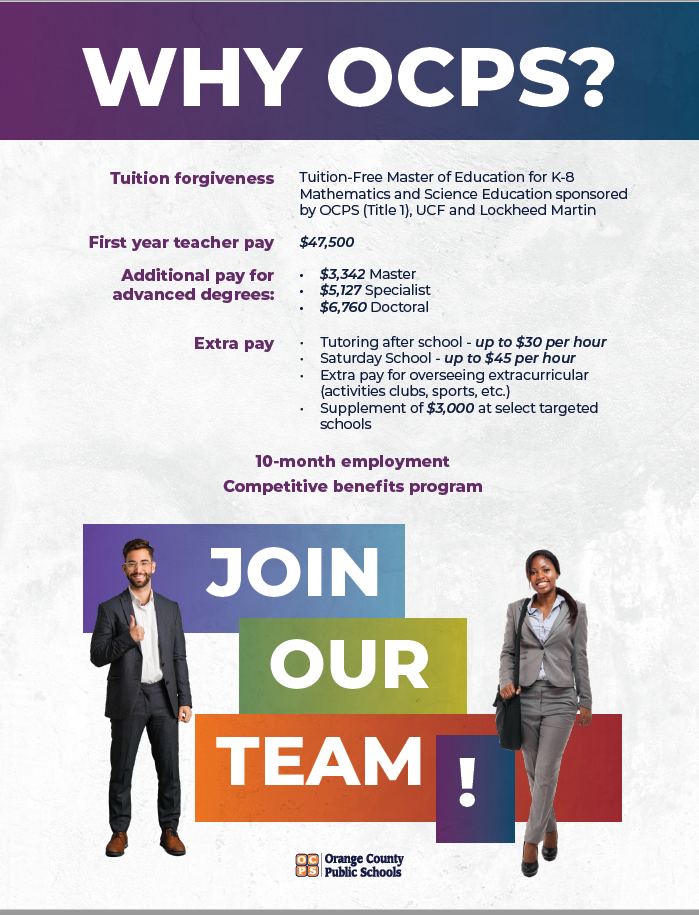 WHY OCPS?
Tuition forgiveness
Tuition-Free Master of Education for K-8
Mathematics and Science Education sponsored
by OCPS (Title 1), UCF and Lockheed Martin
First year teacher pay
$47,500
Additional pay for
advanced degrees:
• $3,342 Master
• $5,127 Specialist
• $6,760 Doctoral
Extra pay
• Tutoring after school - up to $30 per hour
• Saturday School - up to $45 per hour
• Extra pay for overseeing extracurricular
(activities clubs, sports, etc.)
• Supplement of $3,000 at select targeted
schools
10-month employment
Competitive benefits program
JOIN
OUR
TEAM!
OCPS
Orange County
Public Schools